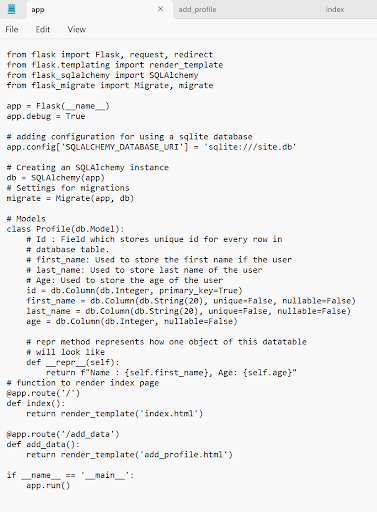 app × add_profile index
File Edit View
from flask import Flask, request, redirect
from flask.templating import render_template
from flask_sqlalchemy import SQLAlchemy
from flask_migrate import Migrate, migrate

app = Flask(__name__)
app.debug = True

# adding configuration for using a sqlite database
app.config['SQLALCHEMY_DATABASE_URI'] = 'sqlite:///site.db'

# Creating an SQLAlchemy instance
db = SQLAlchemy(app)
# Settings for migrations
migrate = Migrate(app, db)

# Models
class Profile(db.Model):
    # Id : Field which stores unique id for every row in
    # database table.
    # first_name: Used to store the first name if the user
    # last_name: Used to store last name of the user
    # Age: Used to store the age of the user
    id = db.Column(db.Integer, primary_key=True)
    first_name = db.Column(db.String(20), unique=False, nullable=False)
    last_name = db.Column(db.String(20), unique=False, nullable=False)
    age = db.Column(db.Integer, nullable=False)

    # repr method represents how one object of this datatable
    # will look like
    def __repr__(self):
        return f"Name : {self.first_name}, Age: {self.age}"
# function to render index page
@app.route('/')
def index():
    return render_template('index.html')

@app.route('/add_data')
def add_data():
    return render_template('add_profile.html')

if __name__ == '__main__':
    app.run()